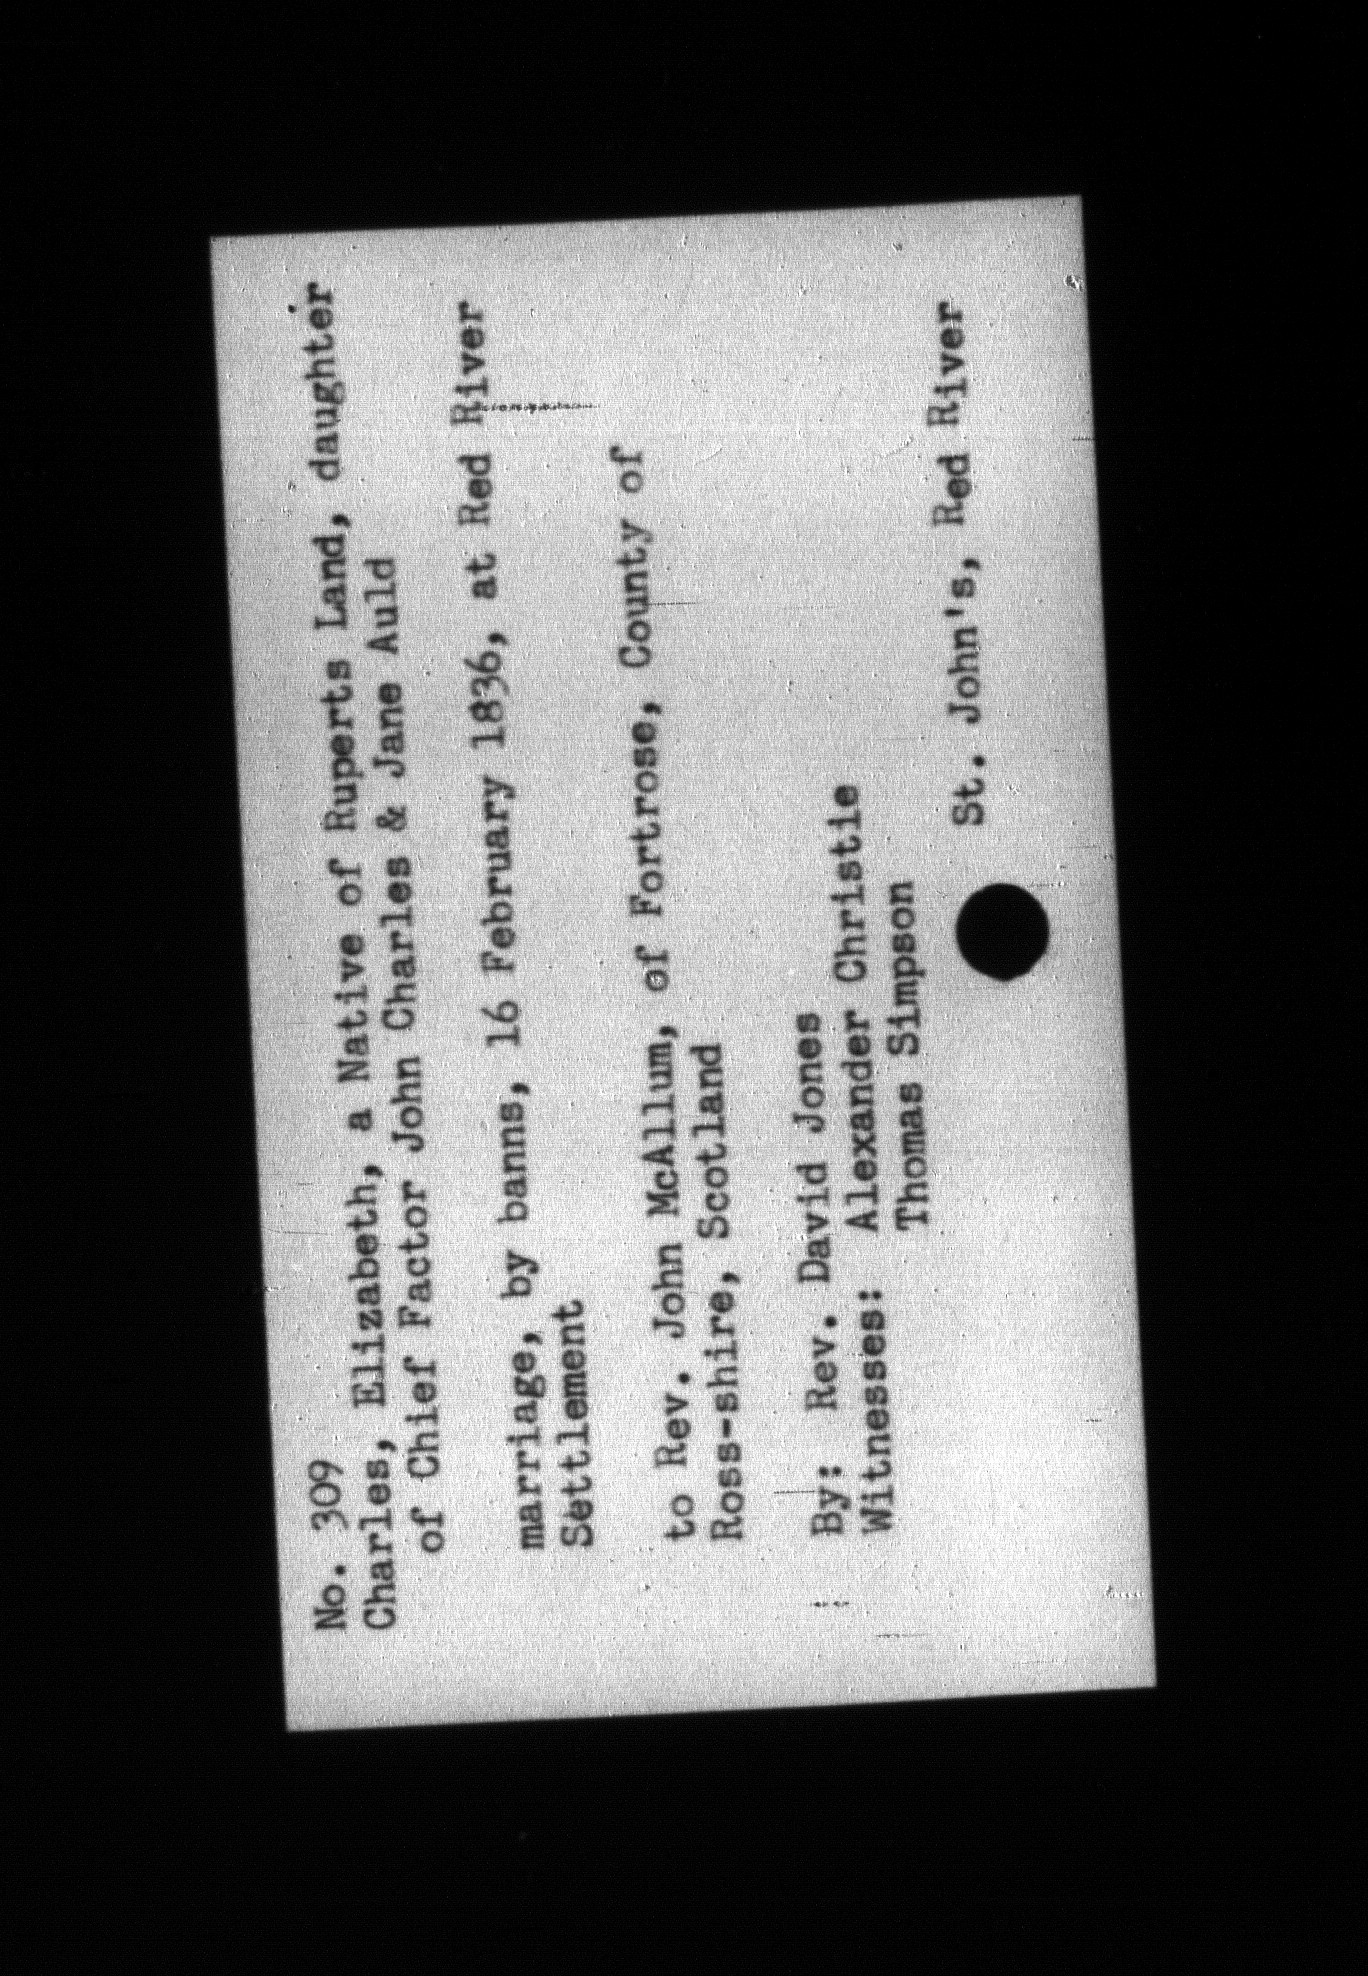 No. 309
Charles, Elizabeth, a Native of Ruperts Land, daughter
of Chief Factor John Charles & Jane Auld
marriage, by banns, 16 February 1836, at Red River
Settlement
to Rev. John McAllum, of Fortrose, County of
Ross-shire, Scotland
By: Rev. David Jones
Witnesses: Alexander Christie
Thomas Simpson
St. John's, Red River